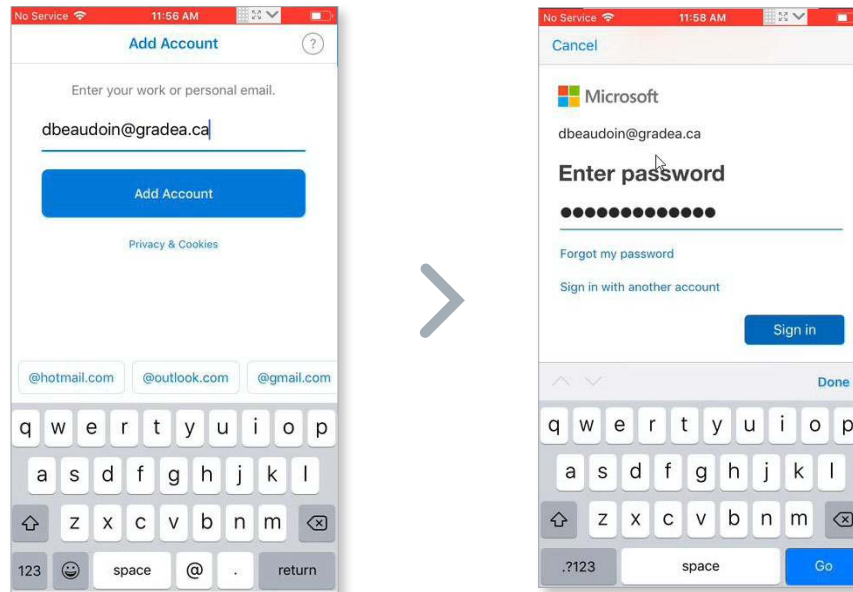 No Service 11:56 AM
Add Account ?
Enter your work or personal email.
dbeaudoin@gradea.ca
Add Account
Privacy & Cookies
@hotmail.com @outlook.com @gmail.com
q w e r t y u i o p
a s d f g h j k l
z x c v b n m
123 space @ . return
No Service 11:58 AM
Cancel
Microsoft
dbeaudoin@gradea.ca
Enter password
●●●●●●●●●●●●●
Forgot my password
Sign in with another account
Sign in
Done
q w e r t y u i o p
a s d f g h j k l
z x c v b n m
.?123 space Go